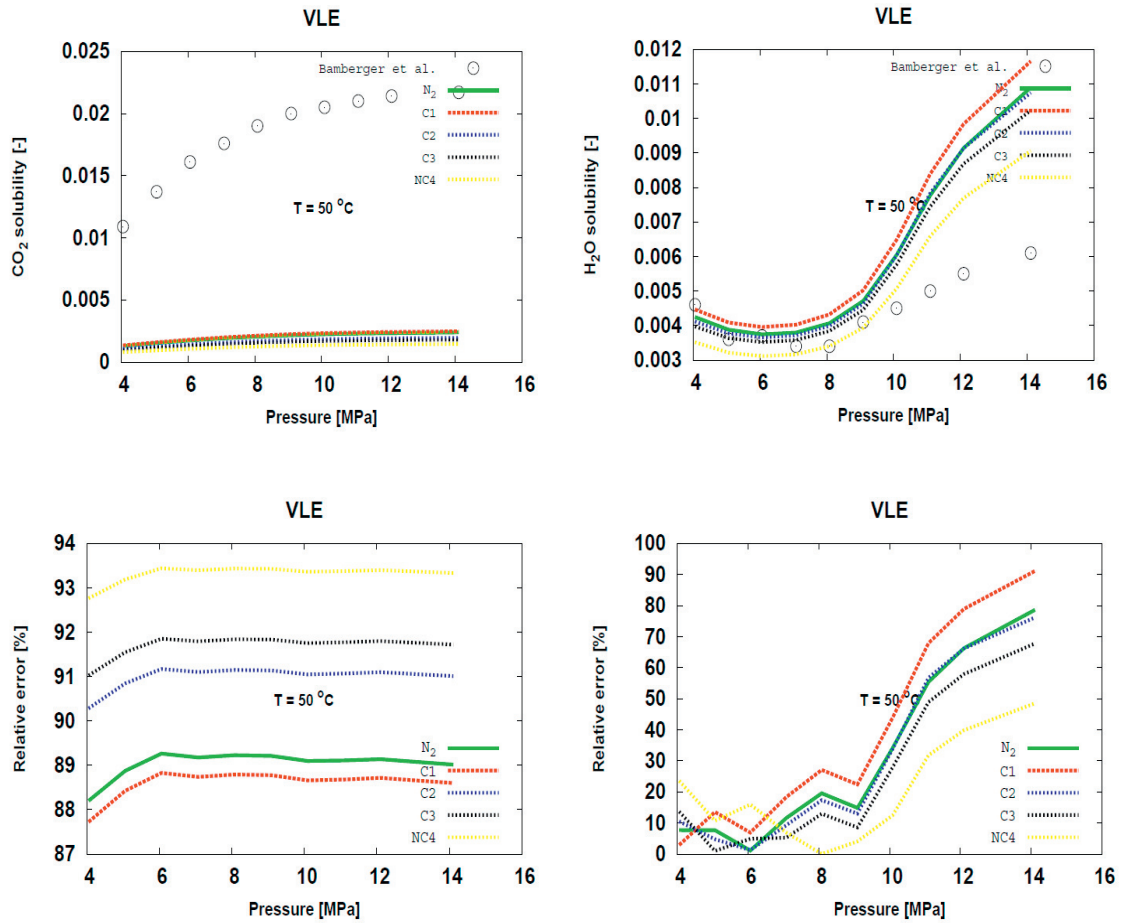 VLE
0.025
0.02
0.015
0.01
0.005
0
4 6 8 10 12 14 16
CO2 solubility [-]
Pressure [MPa]
Bamberger et al.
N2
C1
C2
C3
NC4
T = 50 °C
VLE
0.012
0.011
0.01
0.009
0.008
0.007
0.006
0.005
0.004
0.003
4 6 8 10 12 14 16
H2O solubility [-]
Pressure [MPa]
Bamberger et al.
N2
C1
C2
C3
NC4
T = 50 °C
VLE
94
93
92
91
90
89
88
87
4 6 8 10 12 14 16
Relative error [%]
Pressure [MPa]
T = 50 °C
N2
C1
C2
C3
NC4
VLE
100
90
80
70
60
50
40
30
20
10
0
4 6 8 10 12 14 16
Relative error [%]
Pressure [MPa]
T = 50 °C
N2
C1
C2
C3
NC4